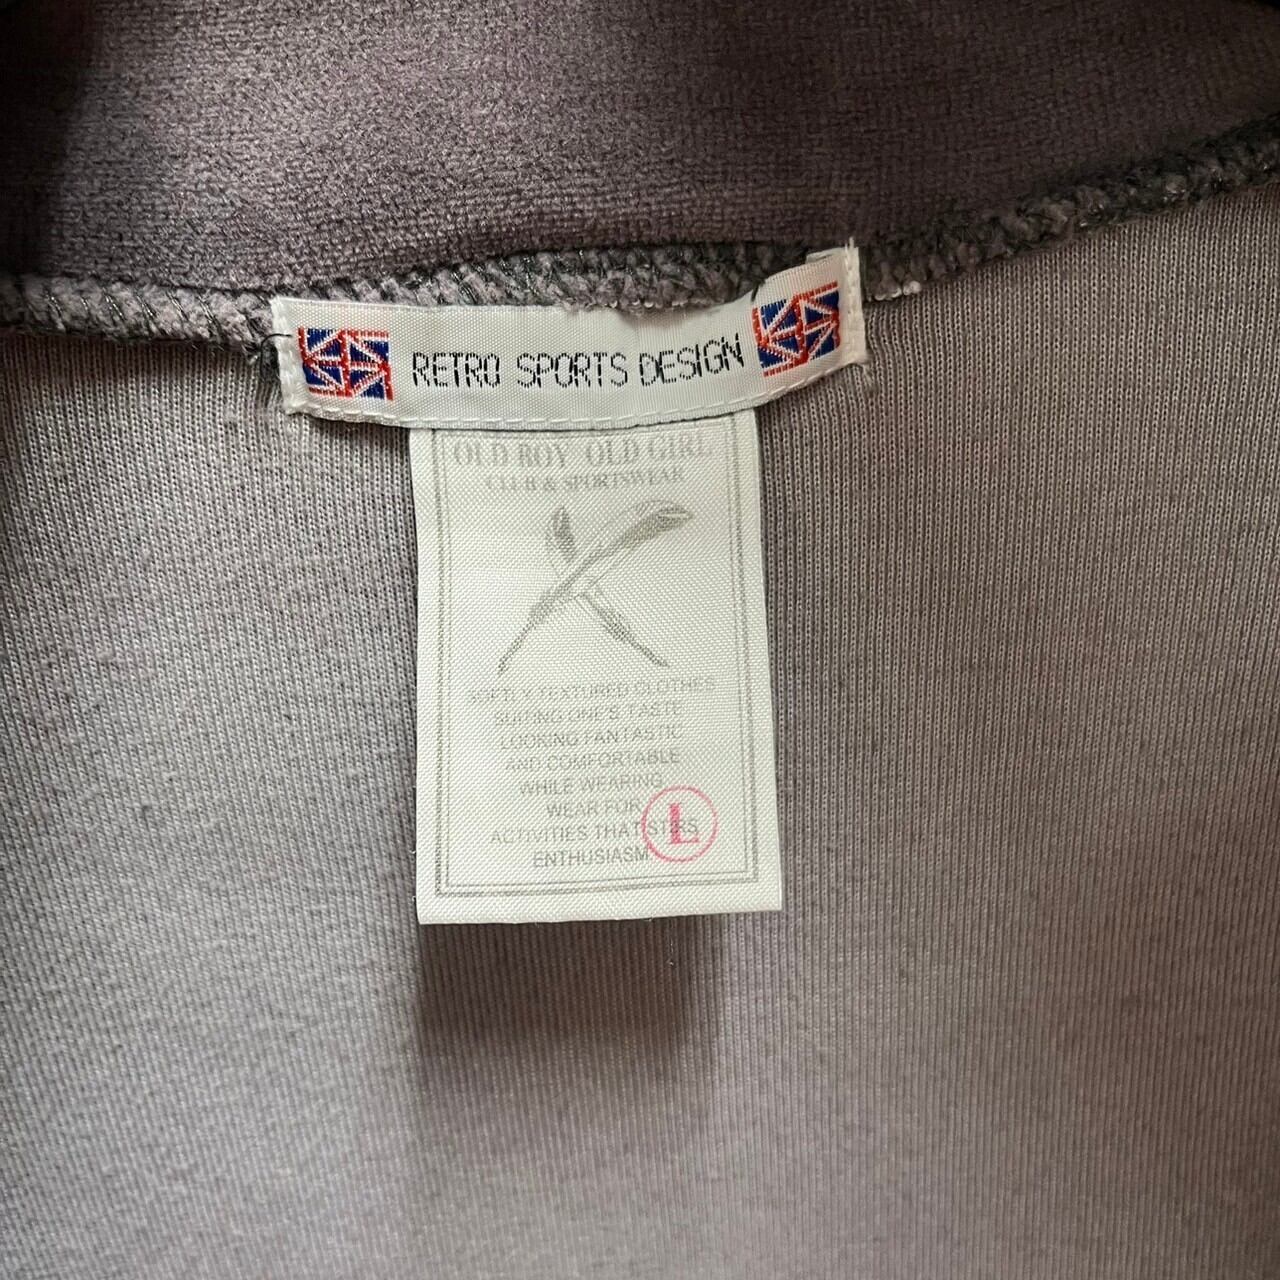 RETRO SPORTS DESIGN
OLD BOY OLD GIRL
CLUB & SPORTSWEAR
SOFTLY TEXTURED CLOTHES
SUITING ONE'S TASTE
LOOKING FANTASTIC
AND COMFORTABLE
WHILE WEARING
WEAR FOR
ACTIVITIES THAT STIRS
ENTHUSIASM
L